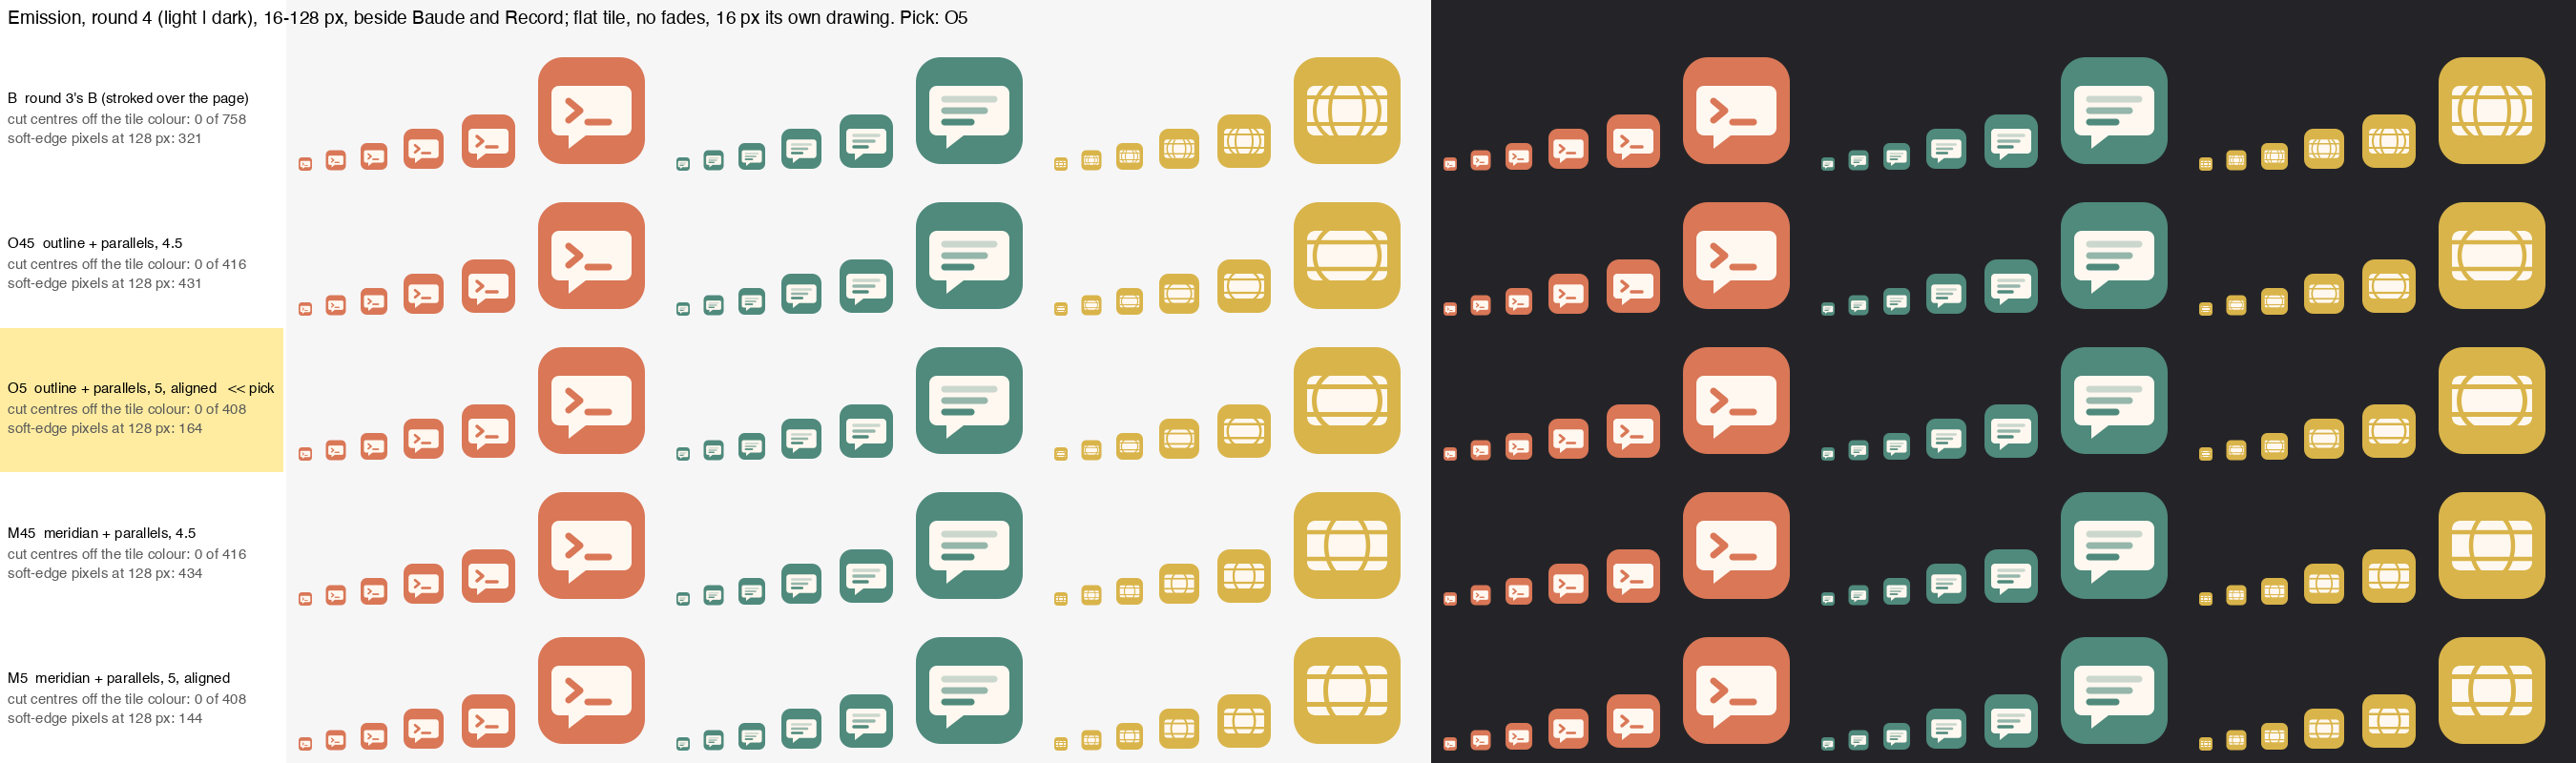 Emission, round 4 (light | dark), 16-128 px, beside Baude and Record; flat tile, no fades, 16 px its own drawing. Pick: O5
B  round 3's B (stroked over the page)
cut centres off the tile colour: 0 of 758
soft-edge pixels at 128 px: 321
O45  outline + parallels, 4.5
cut centres off the tile colour: 0 of 416
soft-edge pixels at 128 px: 431
O5  outline + parallels, 5, aligned   << pick
cut centres off the tile colour: 0 of 408
soft-edge pixels at 128 px: 164
M45  meridian + parallels, 4.5
cut centres off the tile colour: 0 of 416
soft-edge pixels at 128 px: 434
M5  meridian + parallels, 5, aligned
cut centres off the tile colour: 0 of 408
soft-edge pixels at 128 px: 144